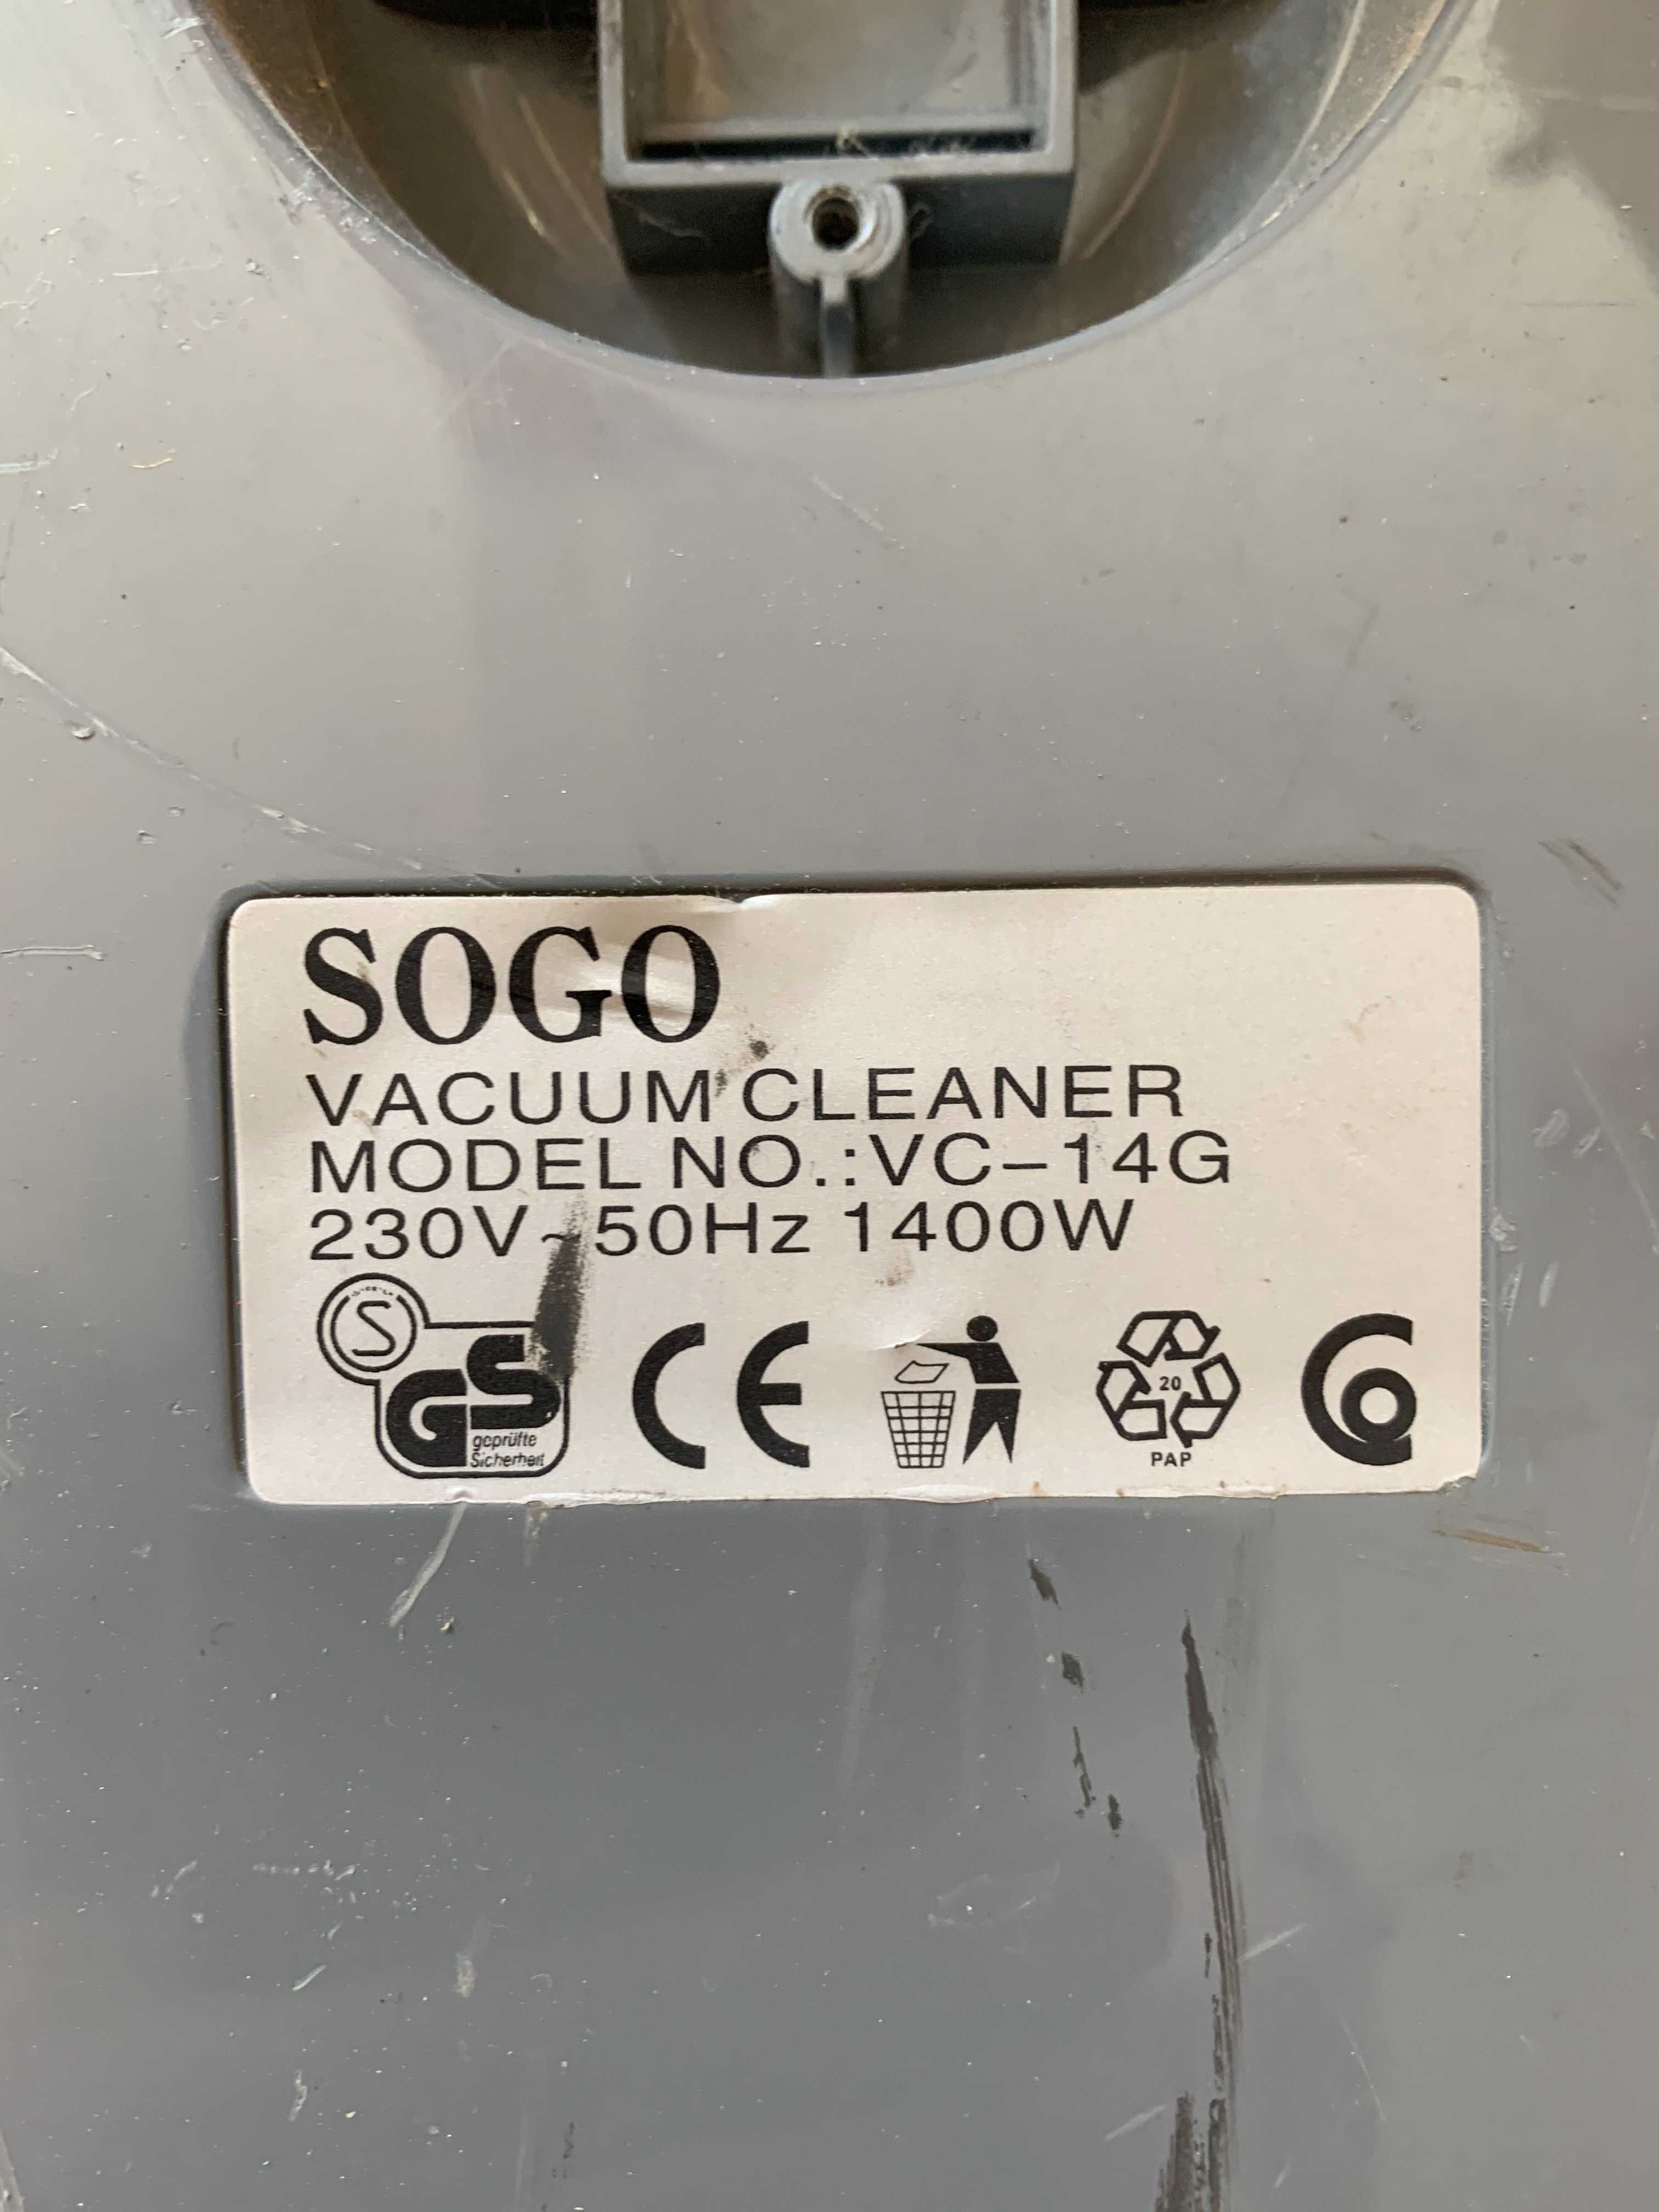 SOGO
VACUUM CLEANER
MODEL NO.:VC-14G
230V~50Hz 1400W
S
GS
geprüfte
Sicherheit
CE
20
PAP